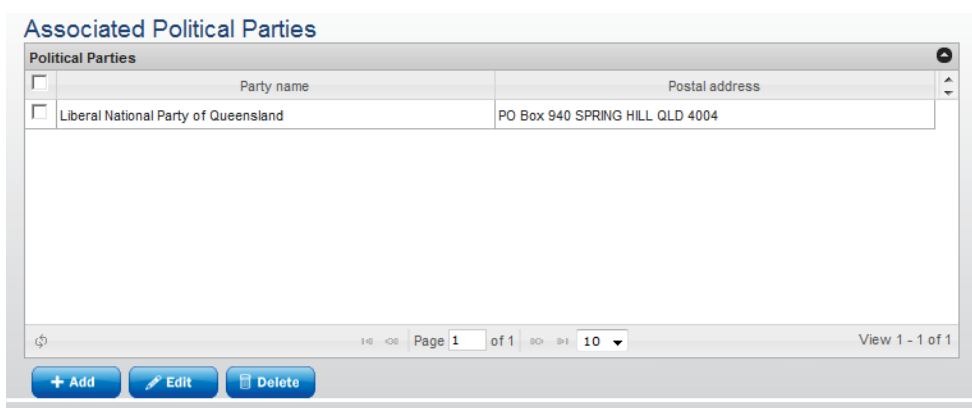 Associated Political Parties
Political Parties
Party name Postal address
Liberal National Party of Queensland PO Box 940 SPRING HILL QLD 4004
Page 1 of 1 10 View 1 - 1 of 1
+ Add Edit Delete